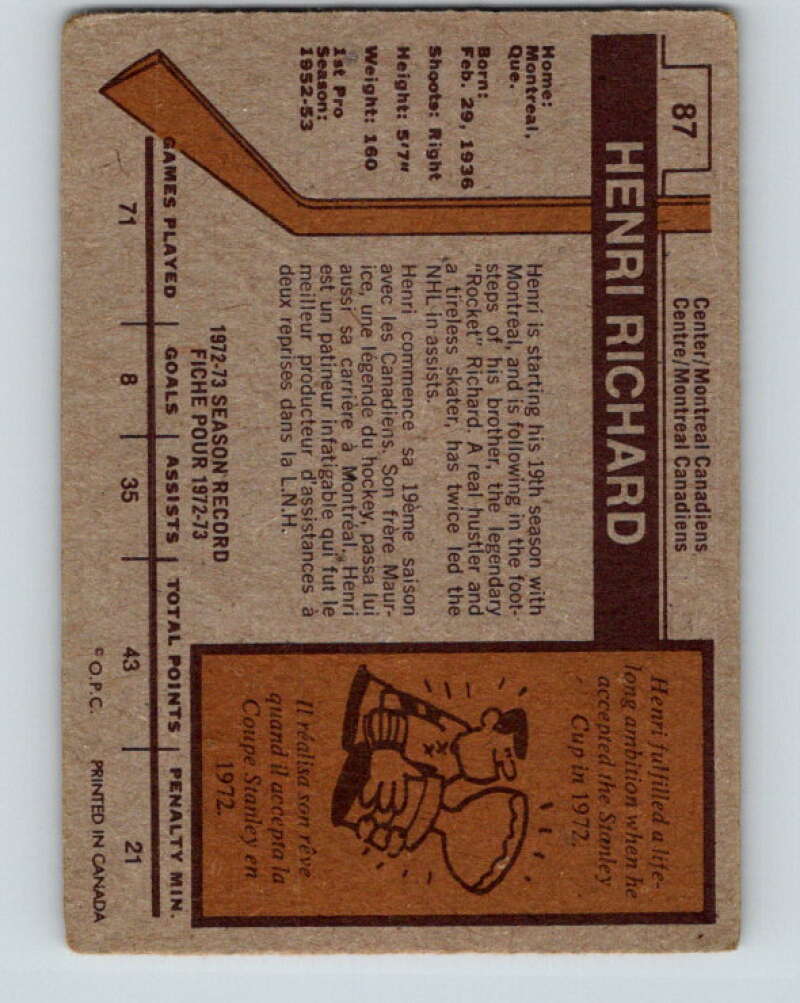 87
Center/Montreal Canadiens
Centre/Montreal Canadiens
HENRI RICHARD
Home:
Montreal,
Que.
Born:
Feb. 29, 1936
Shoots: Right
Height: 5'7"
Weight: 160
1st Pro
Season:
1952-53
Henri is starting his 19th season with
Montreal, and is following in the foot-
steps of his brother, the legendary
"Rocket" Richard. A real hustler and
a tireless skater, has twice led the
NHL in assists.
Henri commence sa 19ème saison
avec les Canadiens. Son frère Maur-
ice, une légende du hockey, passa lui
aussi sa carrière à Montréal. Henri
est un patineur infatigable qui fut le
meilleur producteur d'assistances à
deux reprises dans la L.N.H.
Henri fulfilled a life-
long ambition when he
accepted the Stanley
Cup in 1972.
Il réalisa son rêve
quand il accepta la
Coupe Stanley en
1972.
1972-73 SEASON RECORD
FICHE POUR 1972-73
GAMES PLAYED | GOALS | ASSISTS | TOTAL POINTS | PENALTY MIN.
71 8 35 43 21
© O.P.C. PRINTED IN CANADA